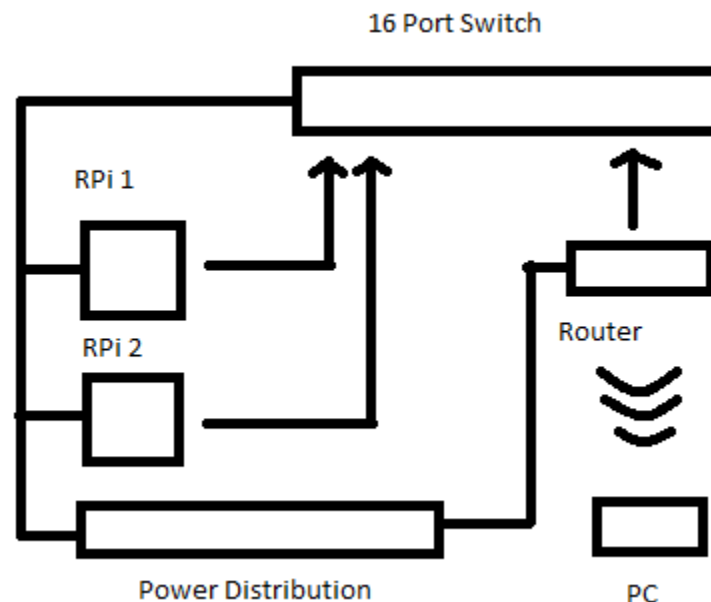 16 Port Switch
RPi 1
RPi 2
Router
Power Distribution
PC